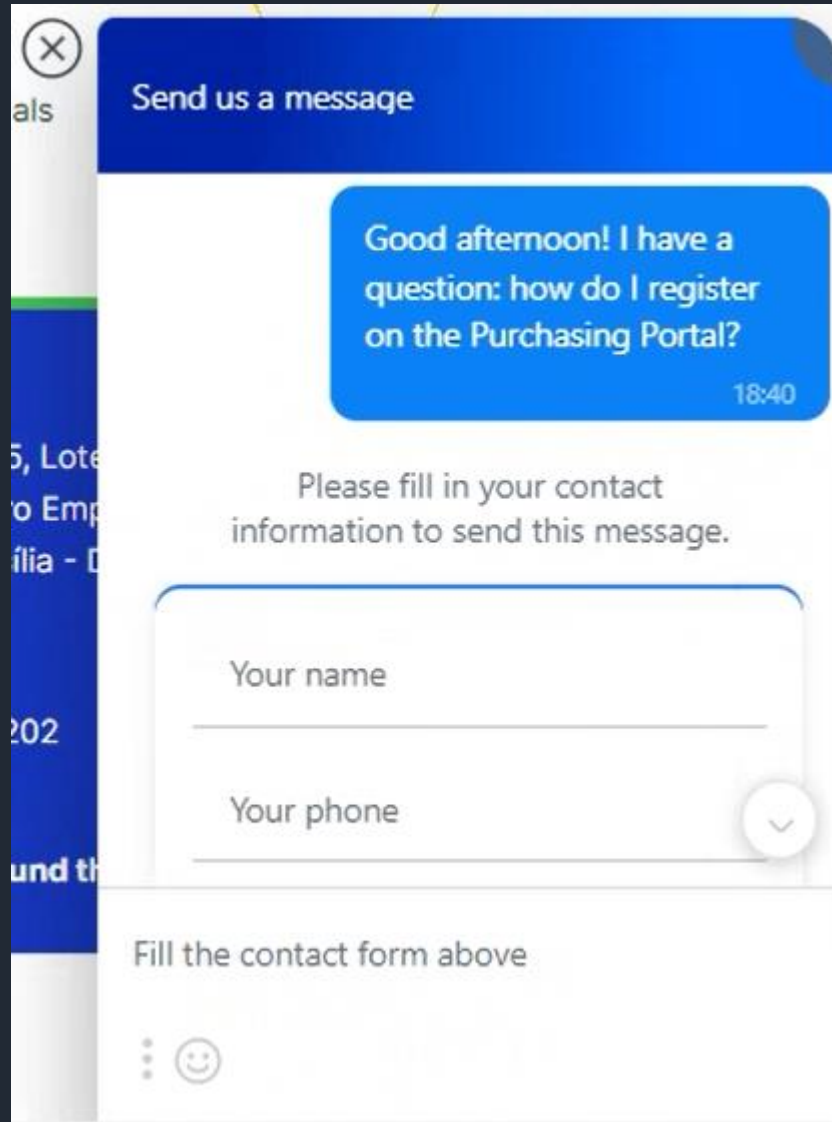 als
Send us a message
Good afternoon! I have a
question: how do I register
on the Purchasing Portal?
18:40
Please fill in your contact
information to send this message.
5, Lote
o Emp
ília - D
Your name
202
Your phone
und th
Fill the contact form above